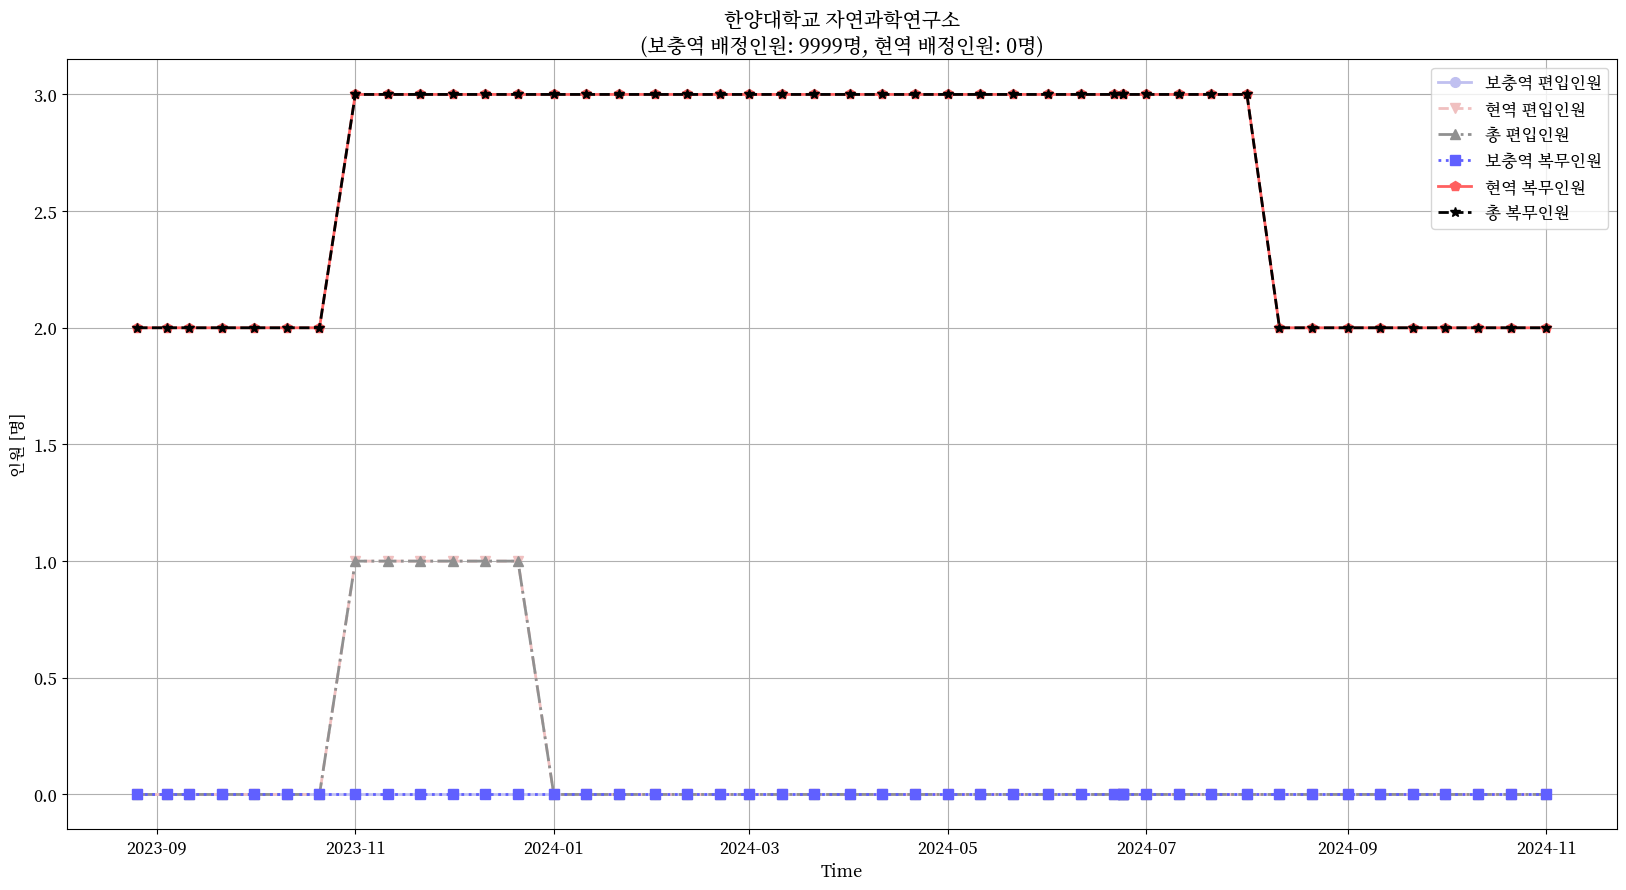 한양대학교 자연과학연구소
(보충역 배정인원: 9999명, 현역 배정인원: 0명)
보충역 편입인원
현역 편입인원
총 편입인원
보충역 복무인원
현역 복무인원
총 복무인원
인원 [명]
3.0
2.5
2.0
1.5
1.0
0.5
0.0
2023-09 2023-11 2024-01 2024-03 2024-05 2024-07 2024-09 2024-11
Time